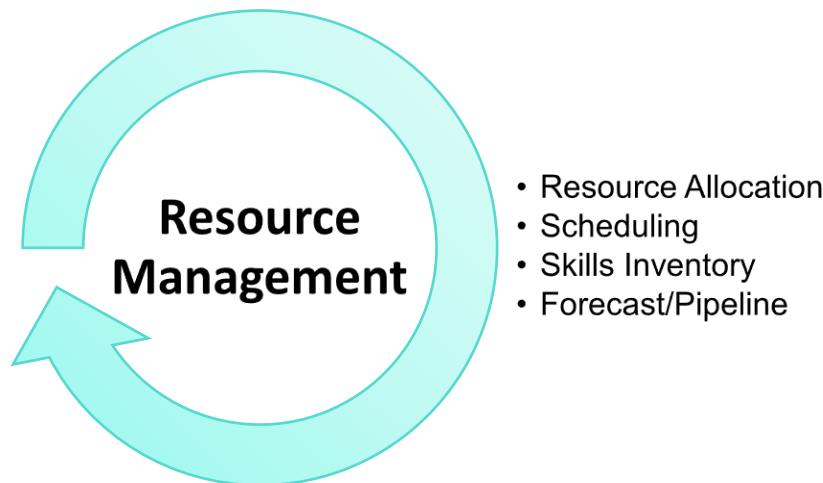 Resource
Management
• Resource Allocation
• Scheduling
• Skills Inventory
• Forecast/Pipeline